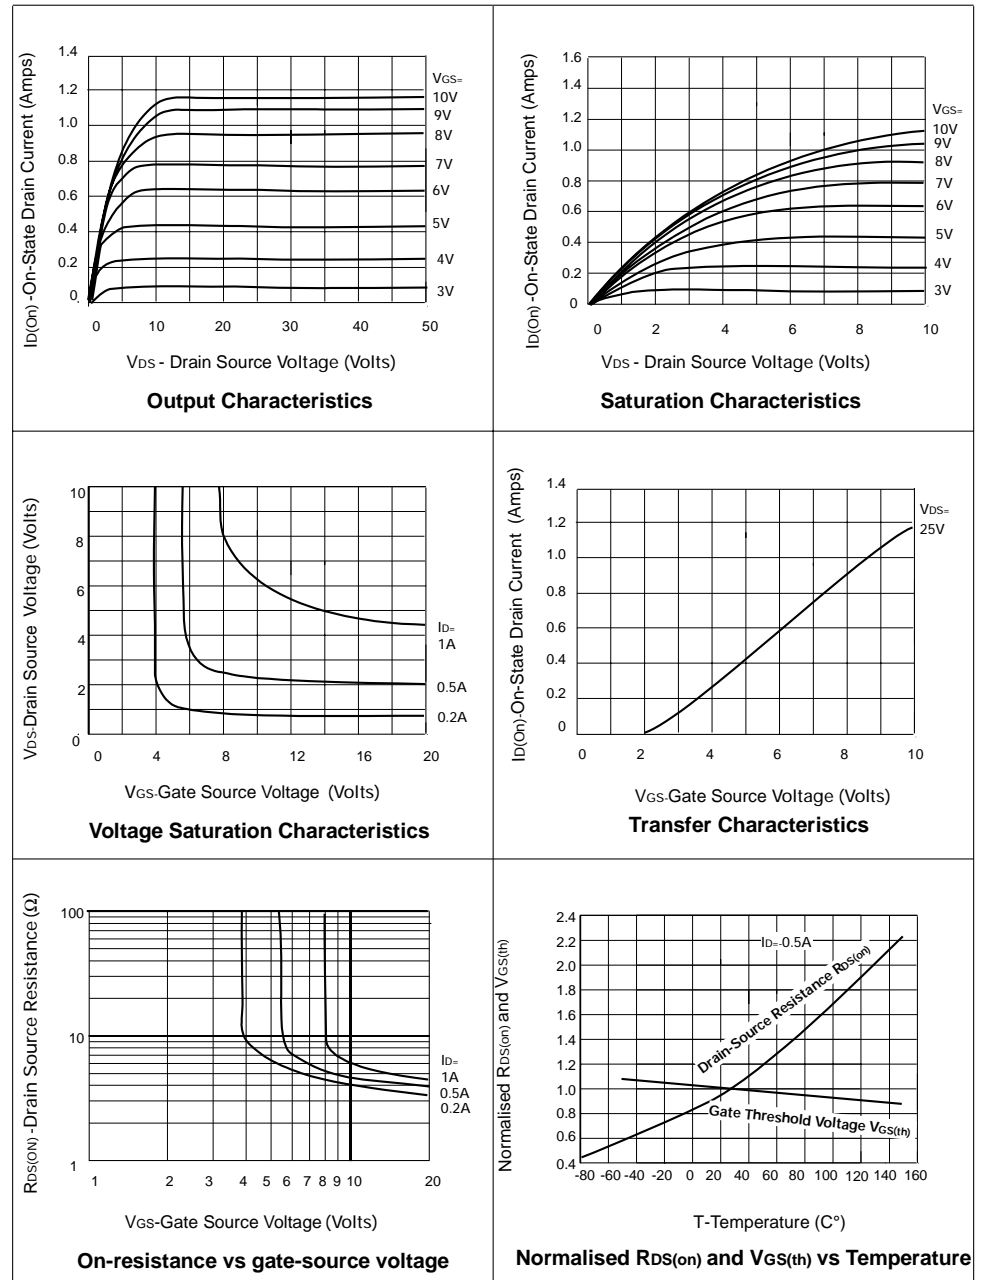 ID(On) -On-State Drain Current (Amps)
1.4
1.2
1.0
0.8
0.6
0.4
0.2
0
VGS=
10V
9V
8V
7V
6V
5V
4V
3V
0 10 20 30 40 50
VDS - Drain Source Voltage (Volts)
Output Characteristics
ID(On) -On-State Drain Current (Amps)
1.6
1.4
1.2
1.0
0.8
0.6
0.4
0.2
0
VGS=
10V
9V
8V
7V
6V
5V
4V
3V
0 2 4 6 8 10
VDS - Drain Source Voltage (Volts)
Saturation Characteristics
VDS-Drain Source Voltage (Volts)
10
8
6
4
2
0
ID=
1A
0.5A
0.2A
0 4 8 12 16 20
VGS-Gate Source Voltage (Volts)
Voltage Saturation Characteristics
ID(On)-On-State Drain Current (Amps)
1.4
1.2
1.0
0.8
0.6
0.4
0.2
0
VDS=
25V
0 2 4 6 8 10
VGS-Gate Source Voltage (Volts)
Transfer Characteristics
RDS(ON) -Drain Source Resistance (Ω)
100
10
1
ID=
1A
0.5A
0.2A
1 2 3 4 5 6 7 8 9 10 20
VGS-Gate Source Voltage (Volts)
On-resistance vs gate-source voltage
Normalised RDS(on) and VGS(th)
2.4
2.2
2.0
1.8
1.6
1.4
1.2
1.0
0.8
0.6
0.4
ID=-0.5A
Drain-Source Resistance RDS(on)
Gate Threshold Voltage VGS(th)
-80 -60 -40 -20 0 20 40 60 80 100 120 140 160
T-Temperature (C°)
Normalised RDS(on) and VGS(th) vs Temperature